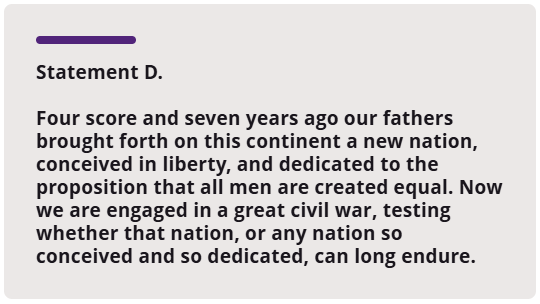 Statement D.
Four score and seven years ago our fathers
brought forth on this continent a new nation,
conceived in liberty, and dedicated to the
proposition that all men are created equal. Now
we are engaged in a great civil war, testing
whether that nation, or any nation so
conceived and so dedicated, can long endure.